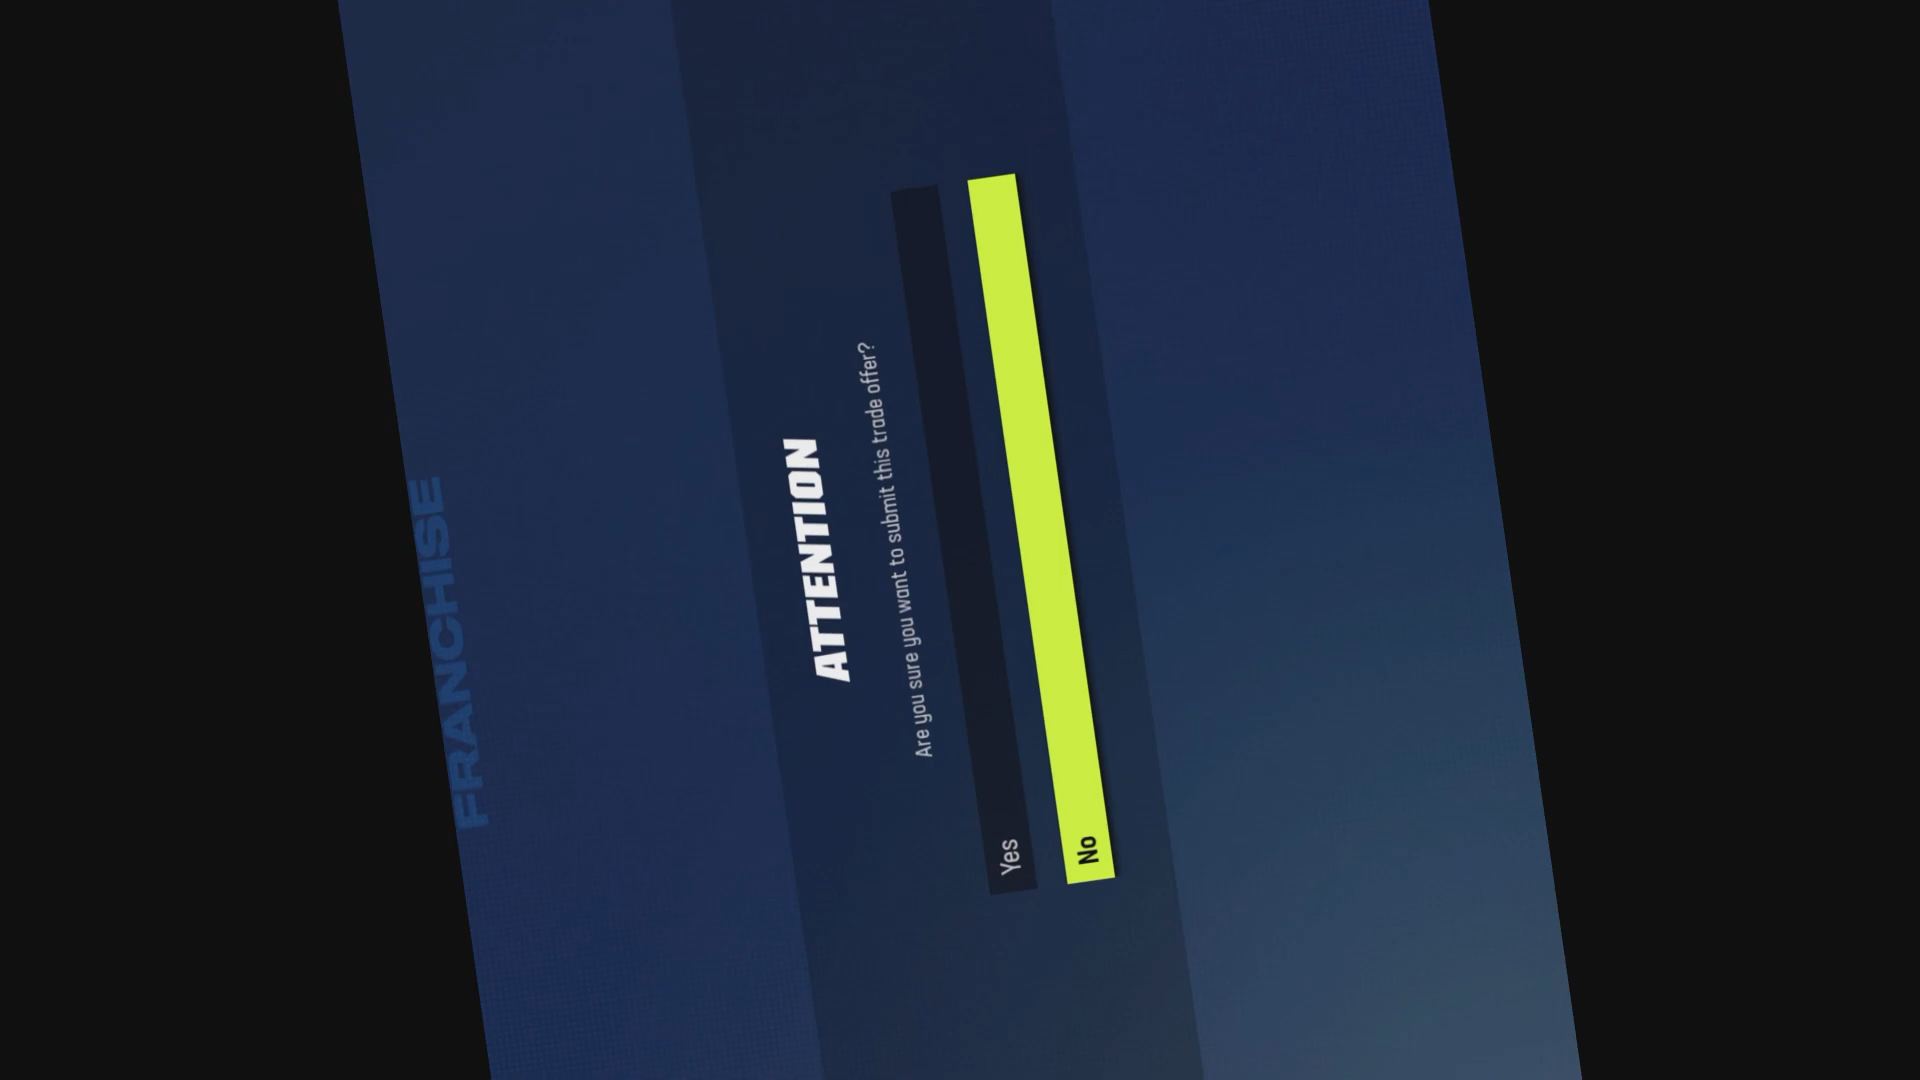 FRANCHISE
ATTENTION
Are you sure you want to submit this trade offer?
Yes
No